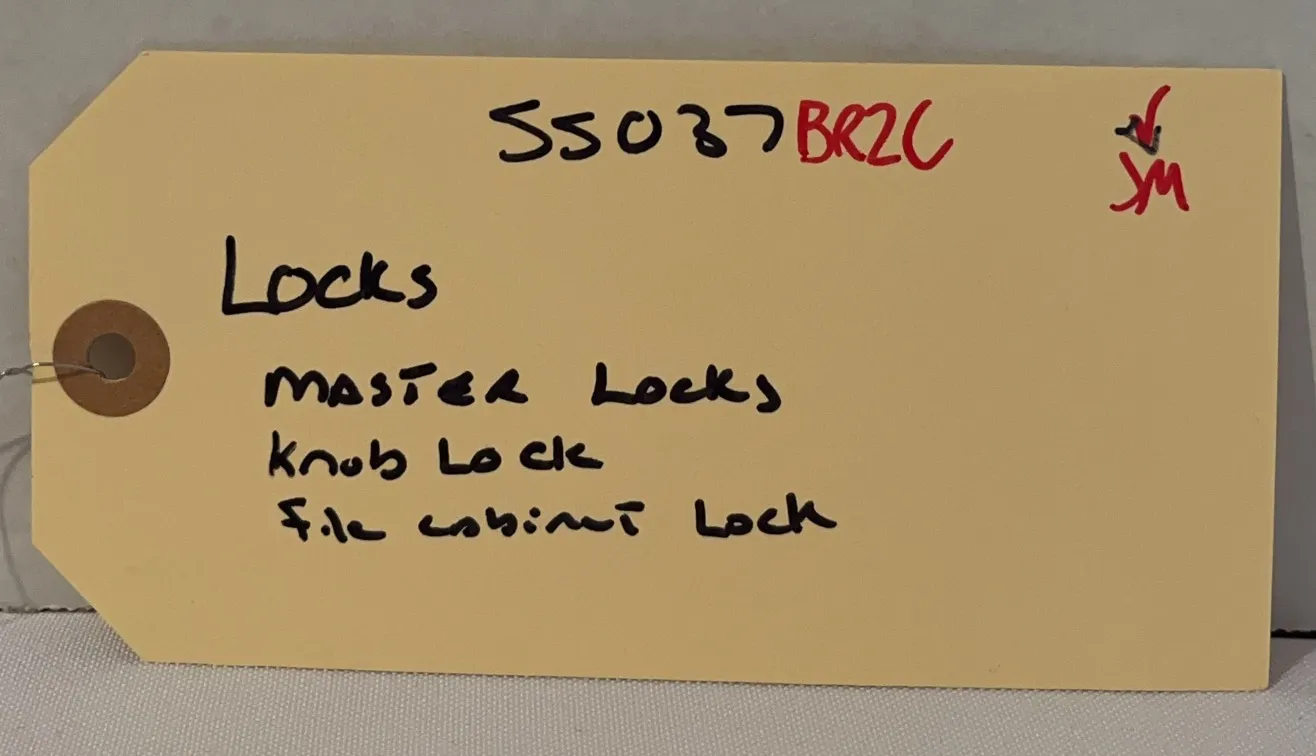 55037BR2C
JM
Locks
MASTER Locks
Knob Lock
file cabinet Lock